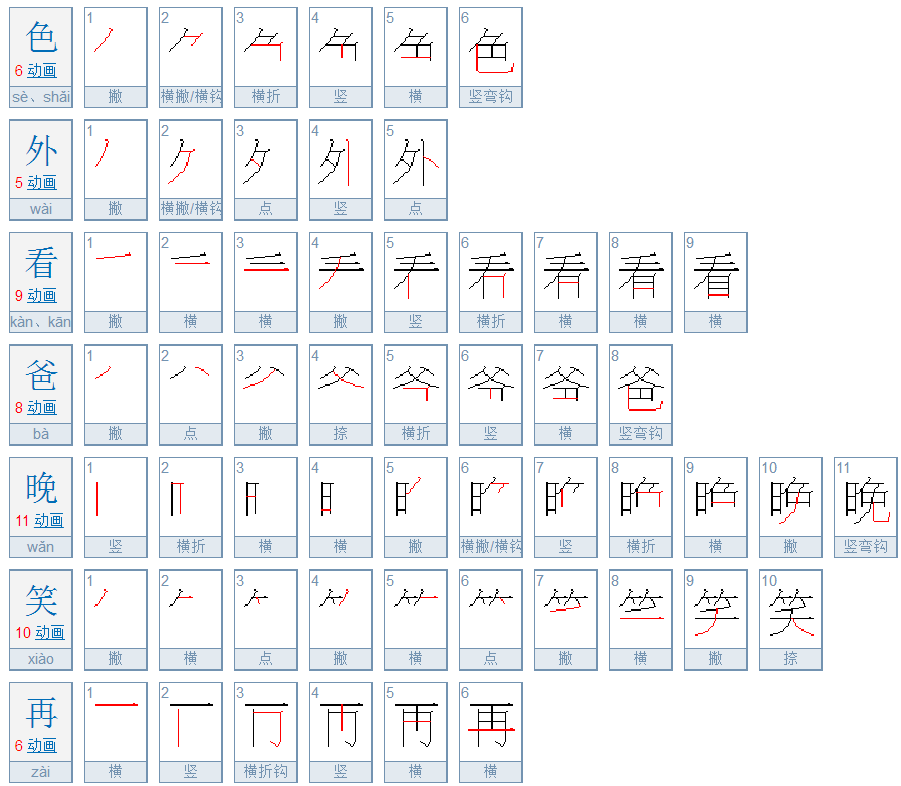 色 1 2 3 4 5 6
6 动画
sè、shǎi 撇 横撇/横钩 横折 竖 横 竖弯钩
外 1 2 3 4 5
5 动画
wài 撇 横撇/横钩 点 竖 点
看 1 2 3 4 5 6 7 8 9
9 动画
kàn、kān 撇 横 横 撇 竖 横折 横 横 横
爸 1 2 3 4 5 6 7 8
8 动画
bà 撇 点 撇 捺 横折 竖 横 竖弯钩
晚 1 2 3 4 5 6 7 8 9 10 11
11 动画
wǎn 竖 横折 横 横 撇 横撇/横钩 竖 横折 横 撇 竖弯钩
笑 1 2 3 4 5 6 7 8 9 10
10 动画
xiào 撇 横 点 撇 横 点 撇 横 撇 捺
再 1 2 3 4 5 6
6 动画
zài 横 竖 横折钩 竖 横 横